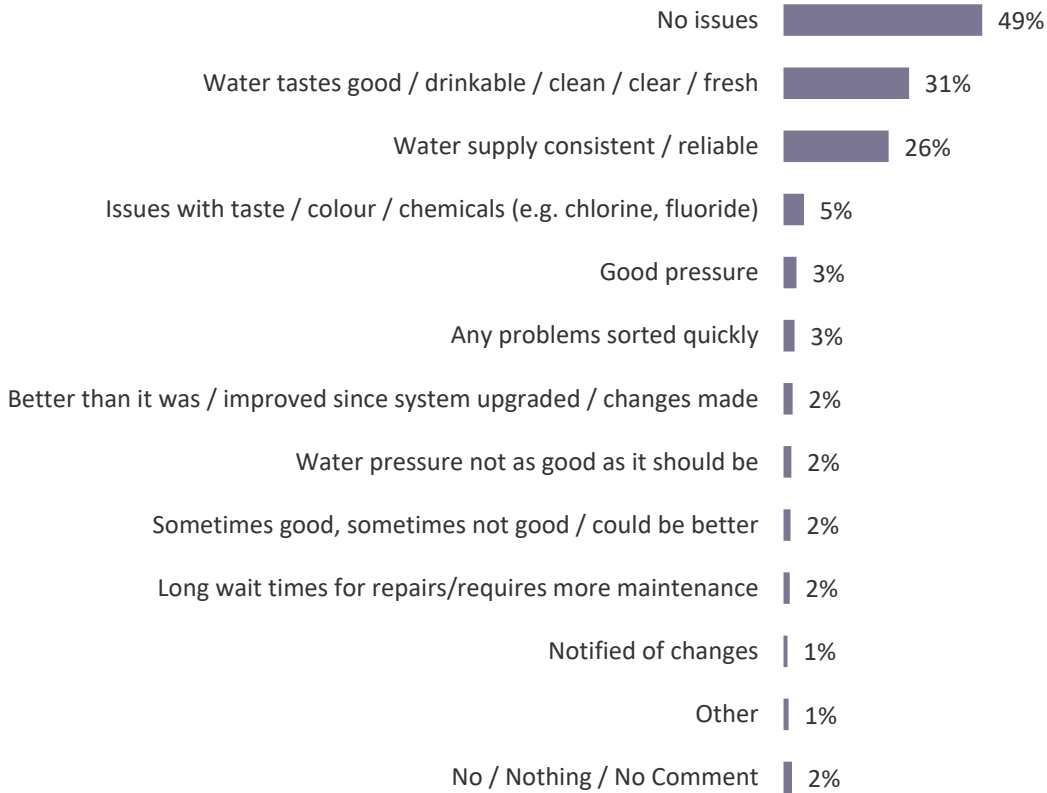 No issues 49%
Water tastes good / drinkable / clean / clear / fresh 31%
Water supply consistent / reliable 26%
Issues with taste / colour / chemicals (e.g. chlorine, fluoride) 5%
Good pressure 3%
Any problems sorted quickly 3%
Better than it was / improved since system upgraded / changes made 2%
Water pressure not as good as it should be 2%
Sometimes good, sometimes not good / could be better 2%
Long wait times for repairs/requires more maintenance 2%
Notified of changes 1%
Other 1%
No / Nothing / No Comment 2%